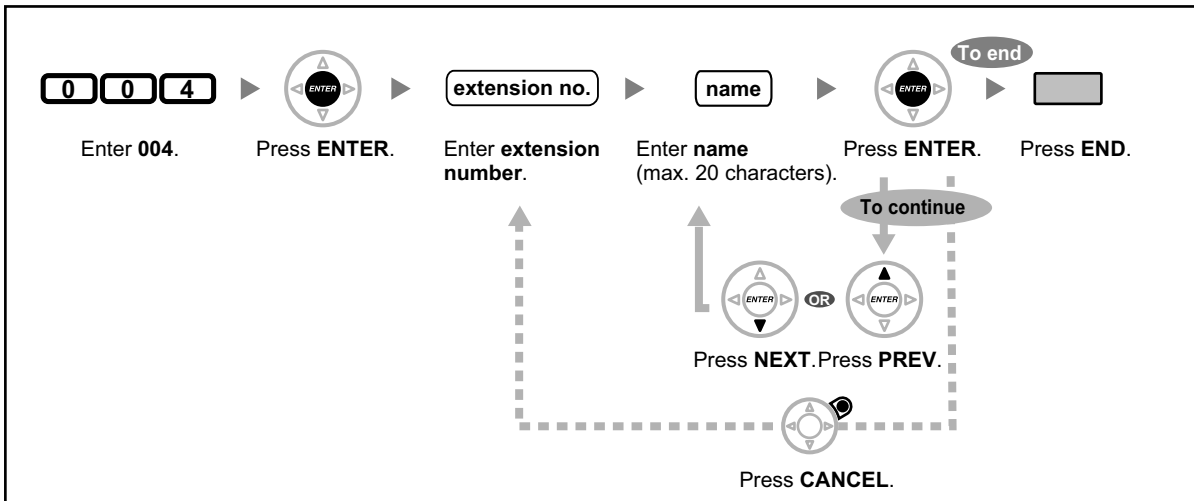 To end
0 0 4
ENTER
extension no.
name
ENTER
Enter 004.
Press ENTER.
Enter extension
number.
Enter name
(max. 20 characters).
Press ENTER.
Press END.
To continue
ENTER
OR
ENTER
Press NEXT.
Press PREV.
Press CANCEL.